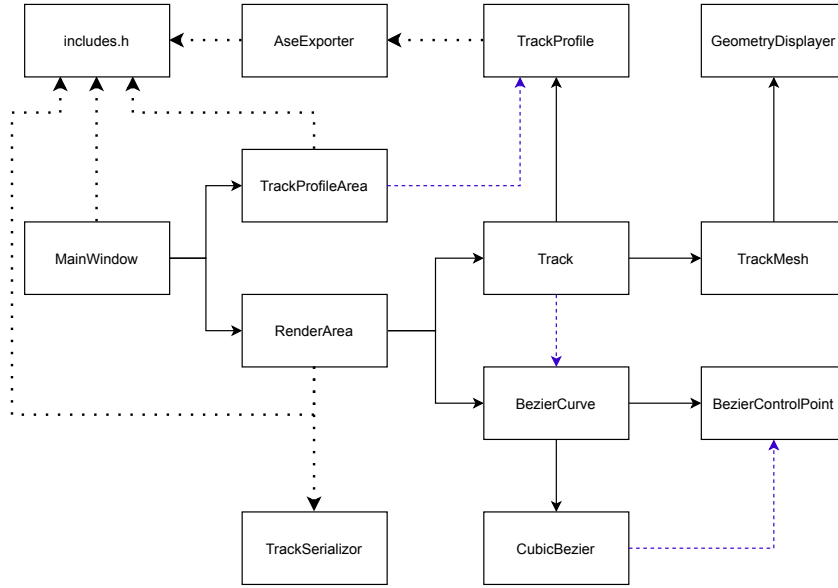 includes.h
AseExporter
TrackProfile
GeometryDisplayer
TrackProfileArea
MainWindow
Track
TrackMesh
RenderArea
BezierCurve
BezierControlPoint
TrackSerializor
CubicBezier